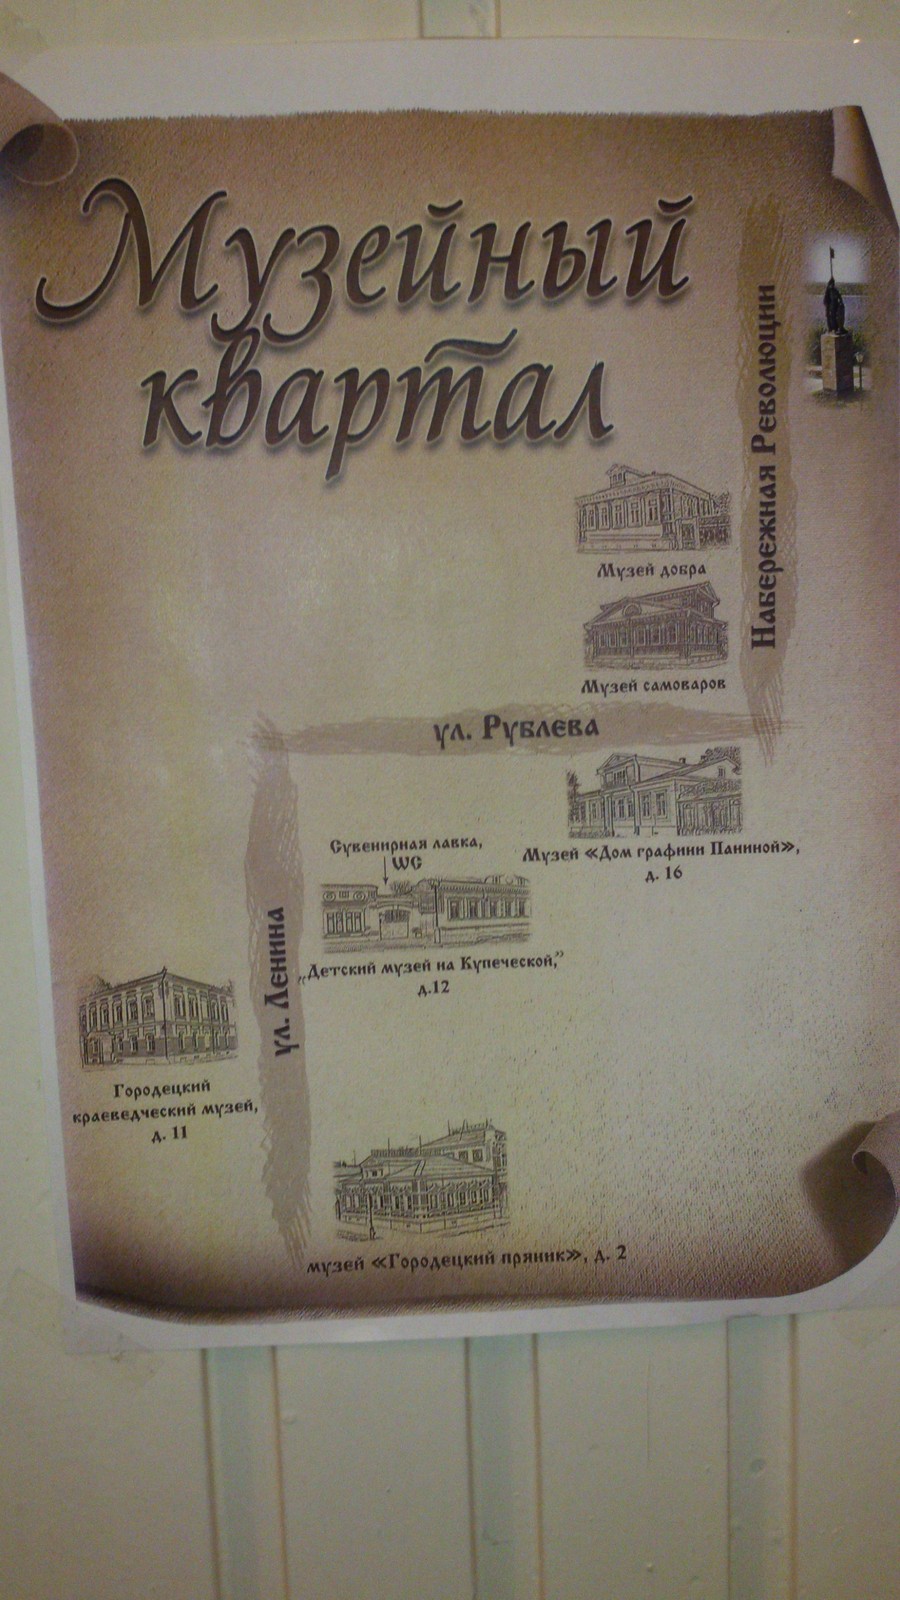 Музейный
квартал
Набережная Революции
Музей добра
Музей самоваров
ул. Рублева
Музей «Дом графини Паниной»,
д. 16
Сувенирная лавка,
WC
„Детский музей на Купеческой,”
д.12
ул. Ленина
Городецкий
краеведческий музей,
д. 11
музей «Городецкий пряник», д. 2